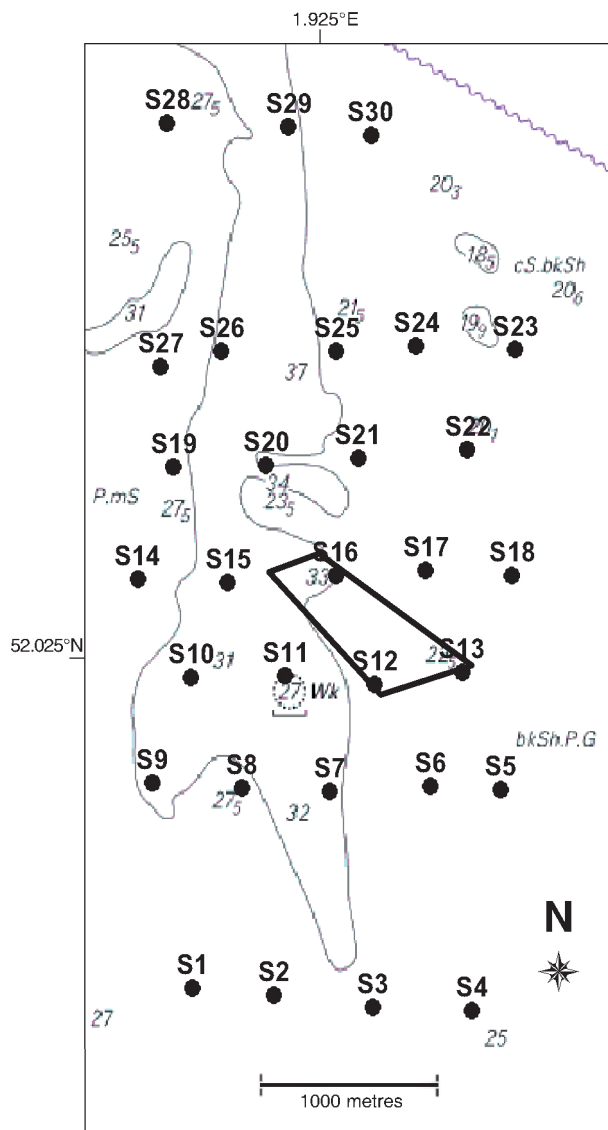 1.925°E
S28 27₅ S29 S30
20₃
25₅
18₅ cS.bkSh
20₆
31 21₅ 19₉
S27 S26 S25 S24 S23
37
S19 S20 S21 S22
34
P.mS 27₅ 23₅
S14 S15 S16 S17 S18
33
52.025°N
S10 31 S11 S12 S13
27 Wk
bkSh.P.G
S9 S8 S7 S6 S5
27₅ 32
N
S1 S2 S3 S4
27 25
1000 metres